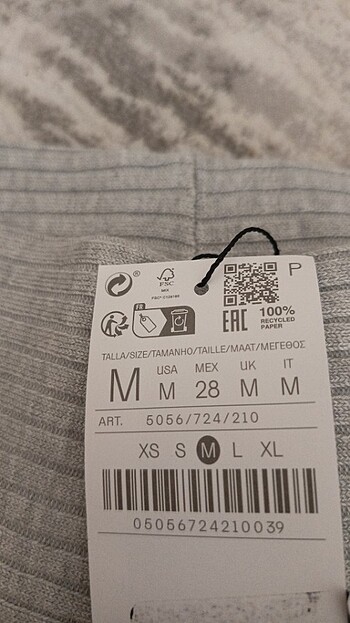 ®
FSC
MIX
P
FR
EAC
100%
RECYCLED
PAPER
TALLA/SIZE/TAMANHO/TAILLE/MAAT/ΜΕΓΕΘΟΣ
M
USA
M
MEX
28
UK
M
IT
M
ART. 5056/724/210
XS S M L XL
05056724210039